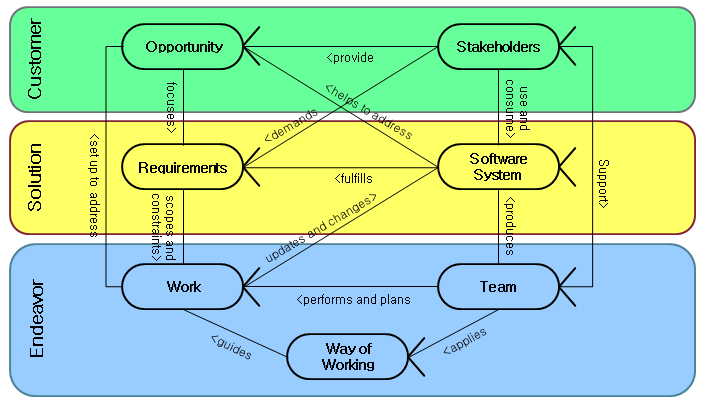 Customer
Opportunity
Stakeholders
<provide
focuses>
<helps to address
use and
consume>
<demands
<set up to address
Solution
Requirements
Software
System
<fulfills
Support>
scopes and
constraints>
updates and changes>
<produces
Endeavor
Work
Team
<performs and plans
<guides
Way of
Working
<applies